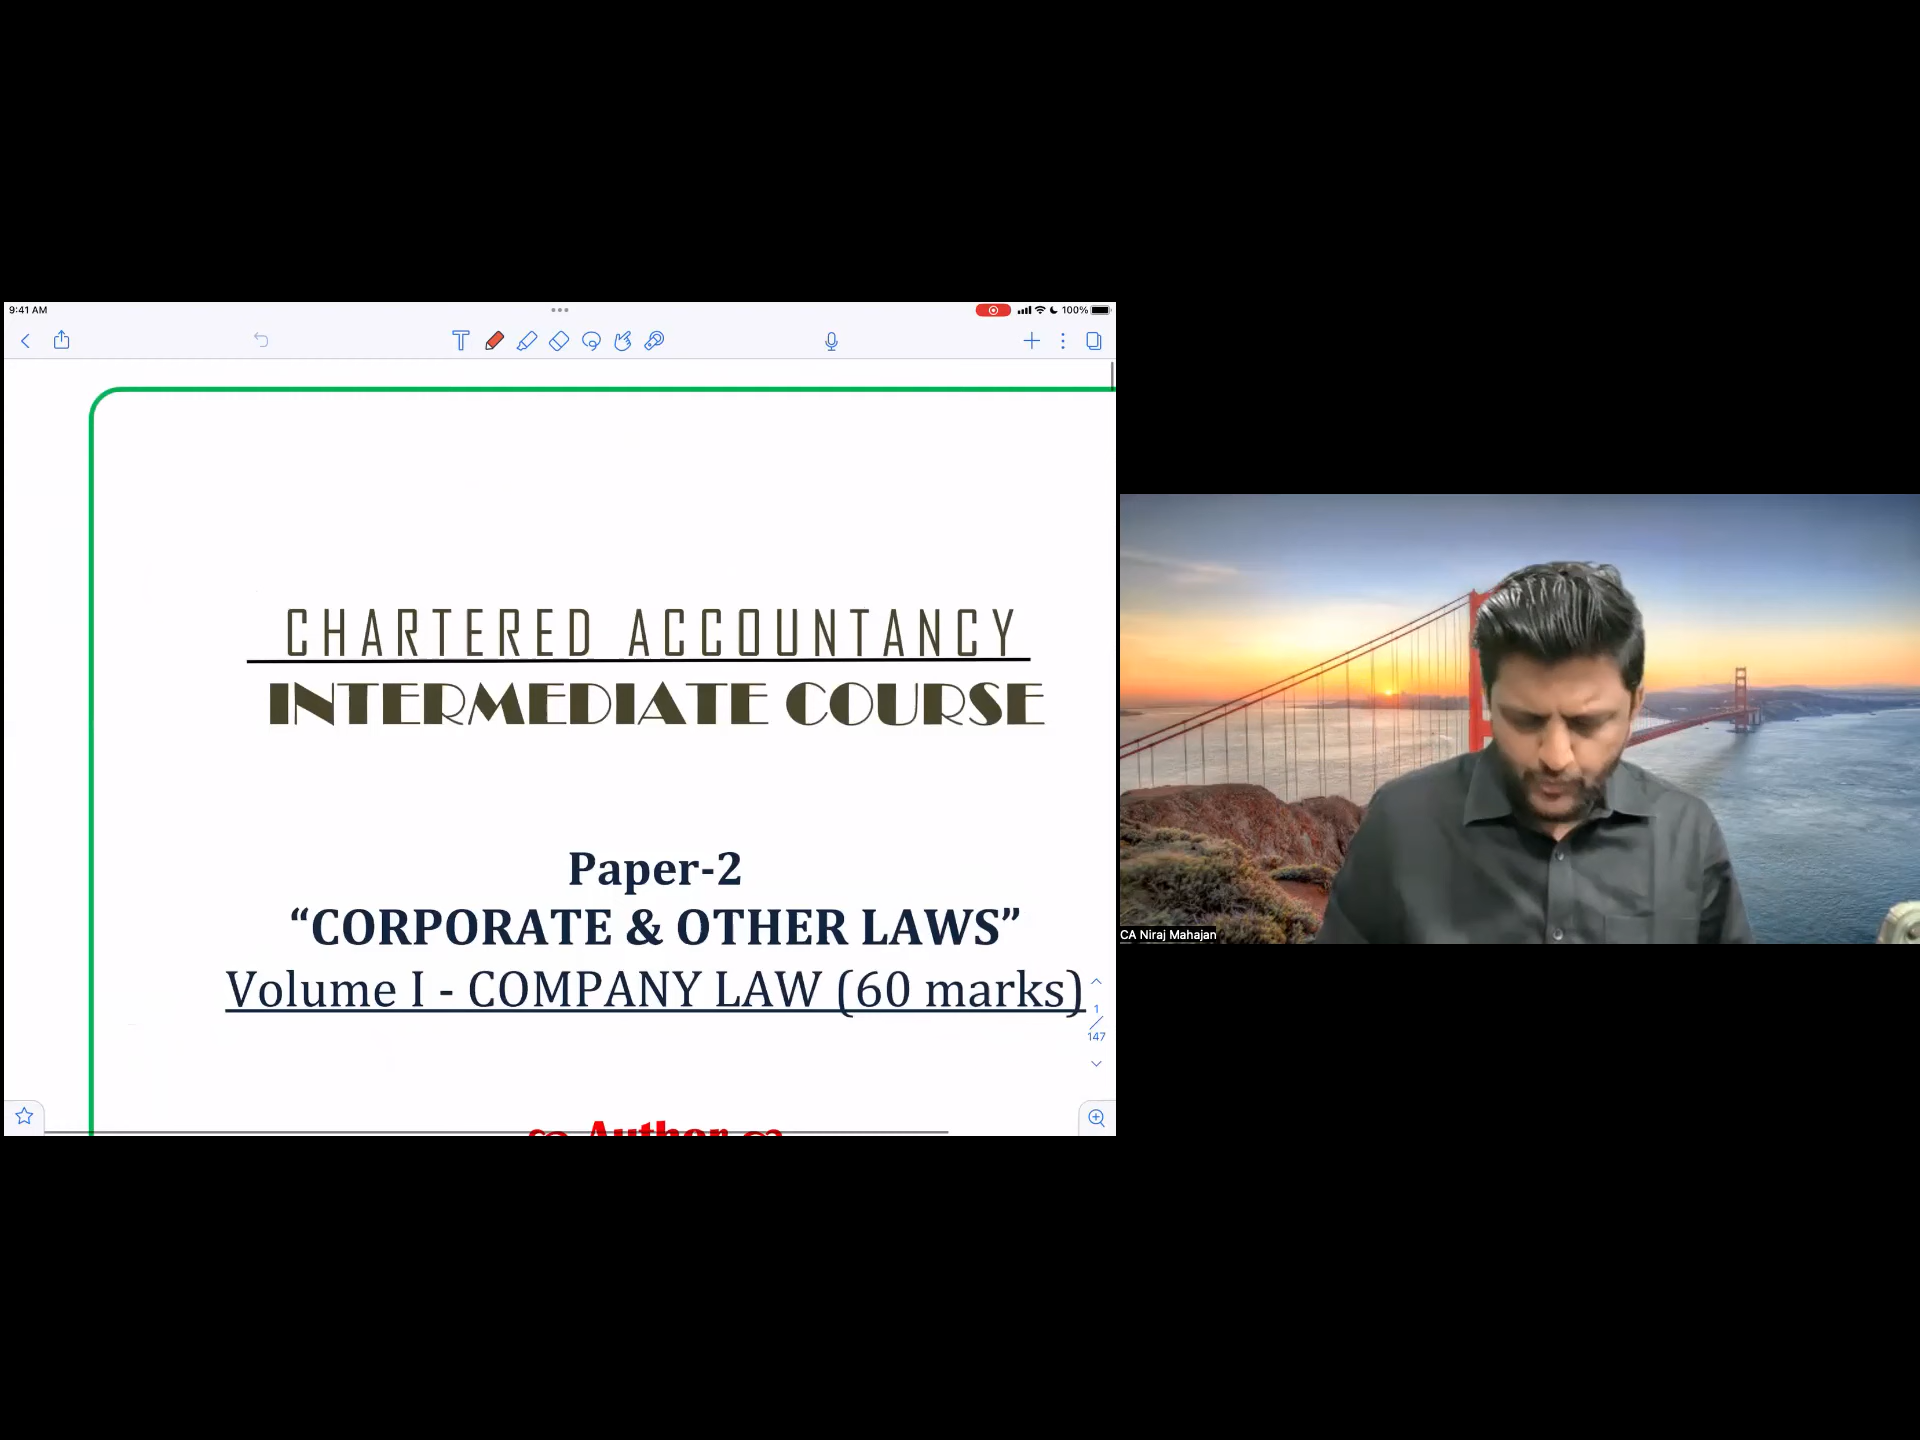 9:41 AM
100%
CHARTERED ACCOUNTANCY
INTERMEDIATE COURSE
Paper-2
“CORPORATE & OTHER LAWS”
Volume I - COMPANY LAW (60 marks)
1
147
Author
CA Niraj Mahajan